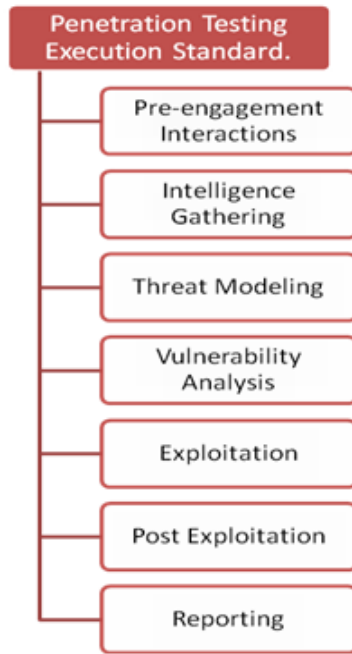 Penetration Testing
Execution Standard.
Pre-engagement
Interactions
Intelligence
Gathering
Threat Modeling
Vulnerability
Analysis
Exploitation
Post Exploitation
Reporting